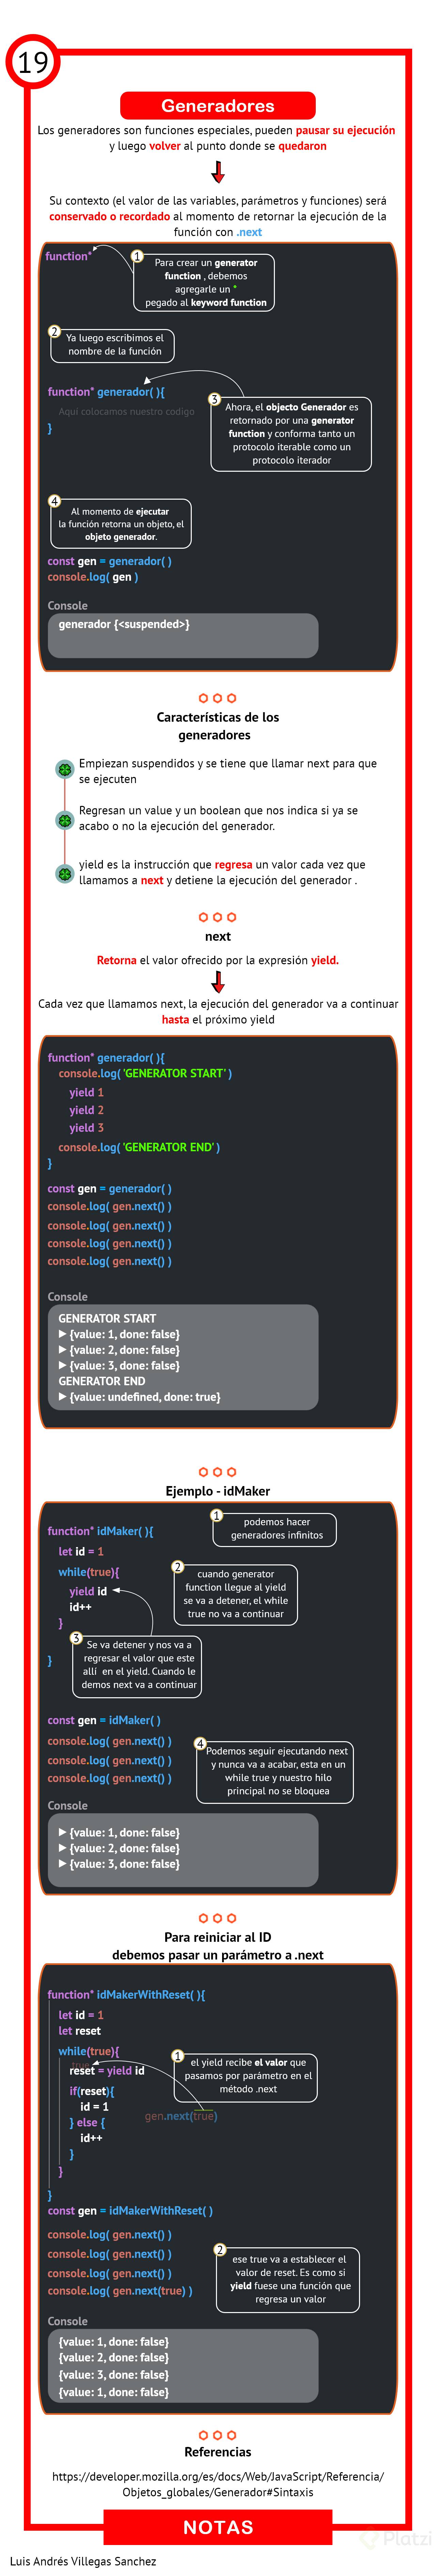 19
Generadores
Los generadores son funciones especiales, pueden pausar su ejecución
y luego volver al punto donde se quedaron
Su contexto (el valor de las variables, parámetros y funciones) será
conservado o recordado al momento de retornar la ejecución de la
función con .next
function*
1
Para crear un generator
function , debemos
agregarle un *
pegado al keyword function
2
Ya luego escribimos el
nombre de la función
function* generador( ){
Aquí colocamos nuestro codigo
}
3
Ahora, el objecto Generador es
retornado por una generator
function y conforma tanto un
protocolo iterable como un
protocolo iterador
4
Al momento de ejecutar
la función retorna un objeto, el
objeto generador.
const gen = generador( )
console.log( gen )
Console
generador {<suspended>}
Características de los
generadores
Empiezan suspendidos y se tiene que llamar next para que
se ejecuten
Regresan un value y un boolean que nos indica si ya se
acabo o no la ejecución del generador.
yield es la instrucción que regresa un valor cada vez que
llamamos a next y detiene la ejecución del generador .
next
Retorna el valor ofrecido por la expresión yield.
Cada vez que llamamos next, la ejecución del generador va a continuar
hasta el próximo yield
function* generador( ){
console.log( 'GENERATOR START' )
yield 1
yield 2
yield 3
console.log( 'GENERATOR END' )
}
const gen = generador( )
console.log( gen.next() )
console.log( gen.next() )
console.log( gen.next() )
console.log( gen.next() )
Console
GENERATOR START
▶ {value: 1, done: false}
▶ {value: 2, done: false}
▶ {value: 3, done: false}
GENERATOR END
▶ {value: undefined, done: true}
Ejemplo - idMaker
1
podemos hacer
generadores infinitos
function* idMaker( ){
let id = 1
while(true){
yield id
id++
}
}
2
cuando generator
function llegue al yield
se va a detener, el while
true no va a continuar
3
Se va detener y nos va a
regresar el valor que este
allí en el yield. Cuando le
demos next va a continuar
const gen = idMaker( )
console.log( gen.next() )
console.log( gen.next() )
console.log( gen.next() )
4
Podemos seguir ejecutando next
y nunca va a acabar, esta en un
while true y nuestro hilo
principal no se bloquea
Console
▶ {value: 1, done: false}
▶ {value: 2, done: false}
▶ {value: 3, done: false}
Para reiniciar al ID
debemos pasar un parámetro a .next
function* idMakerWithReset( ){
let id = 1
let reset
while(true){
true
reset = yield id
if(reset){
id = 1
} else {
id++
}
}
}
1
el yield recibe el valor que
pasamos por parámetro en el
método .next
gen.next(true)
const gen = idMakerWithReset( )
console.log( gen.next() )
console.log( gen.next() )
console.log( gen.next() )
console.log( gen.next(true) )
2
ese true va a establecer el
valor de reset. Es como si
yield fuese una función que
regresa un valor
Console
{value: 1, done: false}
{value: 2, done: false}
{value: 3, done: false}
{value: 1, done: false}
Referencias
https://developer.mozilla.org/es/docs/Web/JavaScript/Referencia/
Objetos_globales/Generador#Sintaxis
NOTAS
Platzi
Luis Andrés Villegas Sanchez